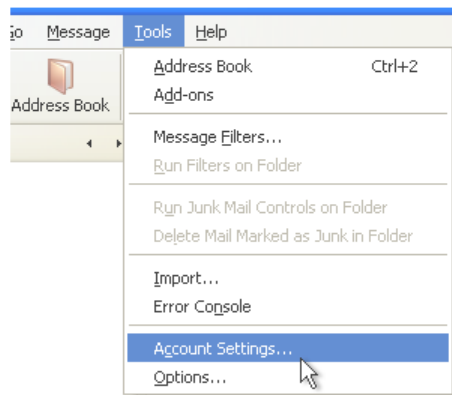 Message Tools Help
Address Book
Address Book Ctrl+2
Add-ons
Message Filters...
Run Filters on Folder
Run Junk Mail Controls on Folder
Delete Mail Marked as Junk in Folder
Import...
Error Console
Account Settings...
Options...